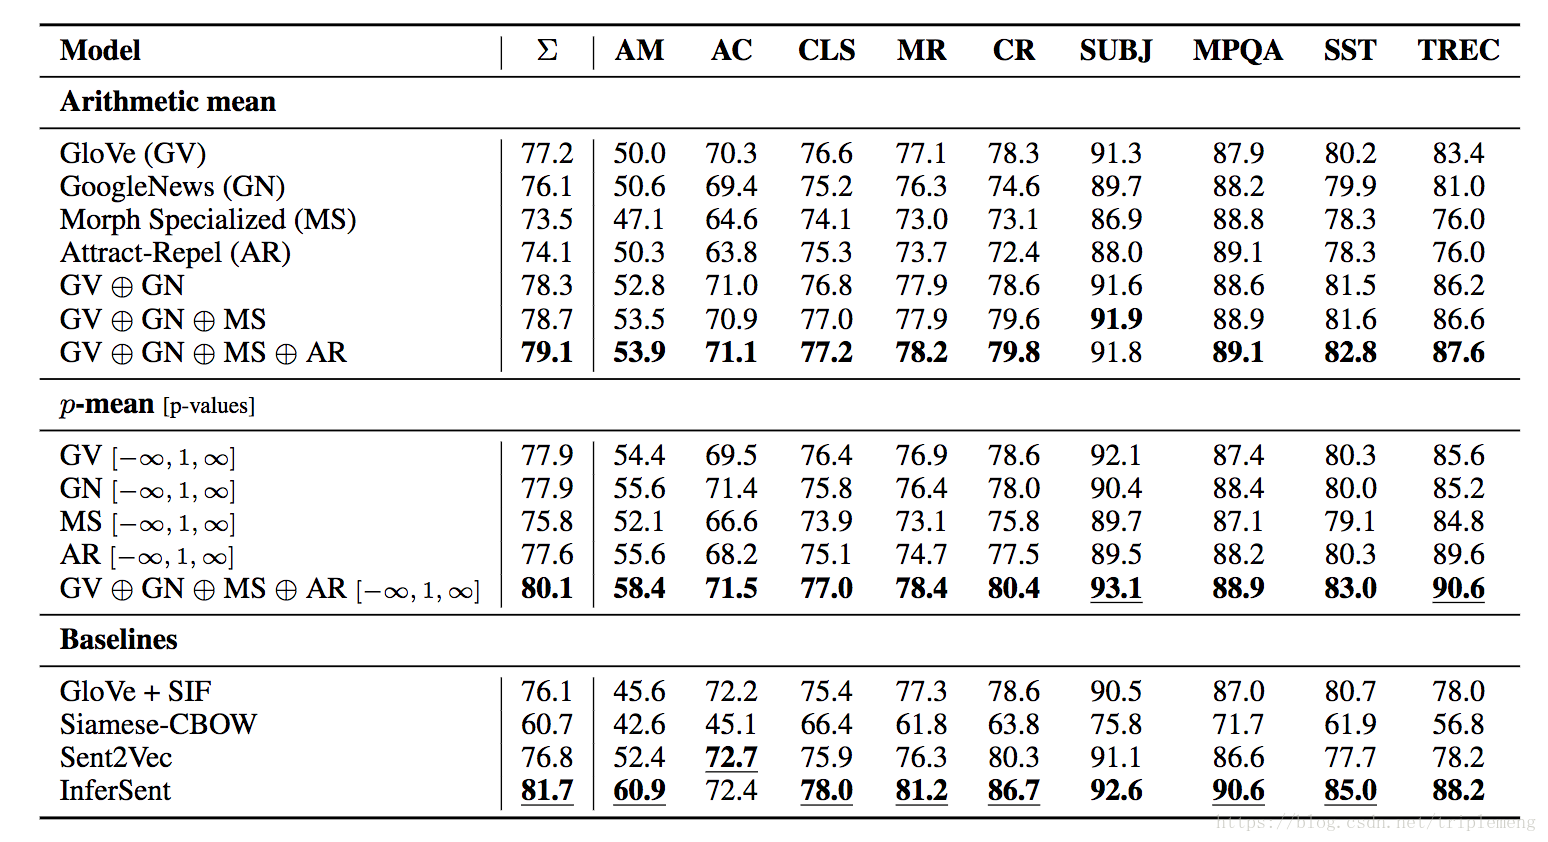 Model Σ AM AC CLS MR CR SUBJ MPQA SST TREC
Arithmetic mean
GloVe (GV) 77.2 50.0 70.3 76.6 77.1 78.3 91.3 87.9 80.2 83.4
GoogleNews (GN) 76.1 50.6 69.4 75.2 76.3 74.6 89.7 88.2 79.9 81.0
Morph Specialized (MS) 73.5 47.1 64.6 74.1 73.0 73.1 86.9 88.8 78.3 76.0
Attract-Repel (AR) 74.1 50.3 63.8 75.3 73.7 72.4 88.0 89.1 78.3 76.0
GV ⊕ GN 78.3 52.8 71.0 76.8 77.9 78.6 91.6 88.6 81.5 86.2
GV ⊕ GN ⊕ MS 78.7 53.5 70.9 77.0 77.9 79.6 91.9 88.9 81.6 86.6
GV ⊕ GN ⊕ MS ⊕ AR 79.1 53.9 71.1 77.2 78.2 79.8 91.8 89.1 82.8 87.6
p-mean [p-values]
GV [−∞, 1, ∞] 77.9 54.4 69.5 76.4 76.9 78.6 92.1 87.4 80.3 85.6
GN [−∞, 1, ∞] 77.9 55.6 71.4 75.8 76.4 78.0 90.4 88.4 80.0 85.2
MS [−∞, 1, ∞] 75.8 52.1 66.6 73.9 73.1 75.8 89.7 87.1 79.1 84.8
AR [−∞, 1, ∞] 77.6 55.6 68.2 75.1 74.7 77.5 89.5 88.2 80.3 89.6
GV ⊕ GN ⊕ MS ⊕ AR [−∞, 1, ∞] 80.1 58.4 71.5 77.0 78.4 80.4 93.1 88.9 83.0 90.6
Baselines
GloVe + SIF 76.1 45.6 72.2 75.4 77.3 78.6 90.5 87.0 80.7 78.0
Siamese-CBOW 60.7 42.6 45.1 66.4 61.8 63.8 75.8 71.7 61.9 56.8
Sent2Vec 76.8 52.4 72.7 75.9 76.3 80.3 91.1 86.6 77.7 78.2
InferSent 81.7 60.9 72.4 78.0 81.2 86.7 92.6 90.6 85.0 88.2
https://blog.csdn.net/triplemeng